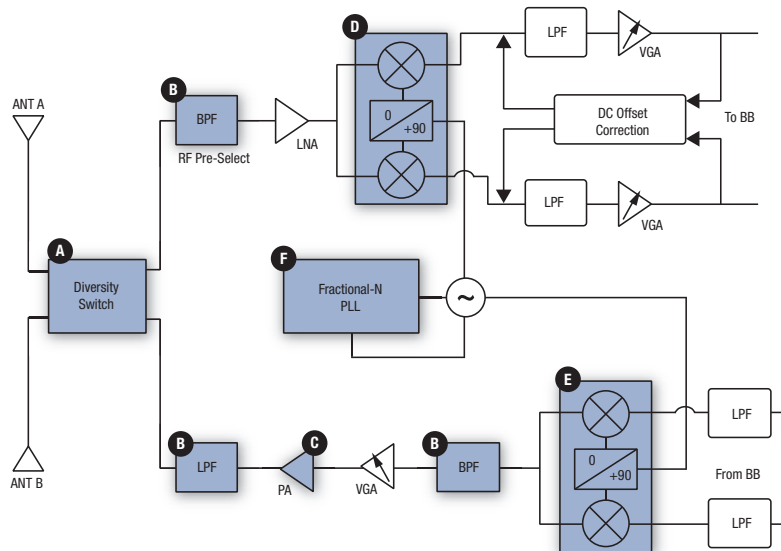 D
LPF
VGA
B
ANT A
BPF
RF Pre-Select
LNA
0
+90
DC Offset
Correction
To BB
LPF
VGA
A
Diversity
Switch
F
Fractional-N
PLL
~
E
B
LPF
C
PA
VGA
B
BPF
0
+90
LPF
From BB
LPF
ANT B